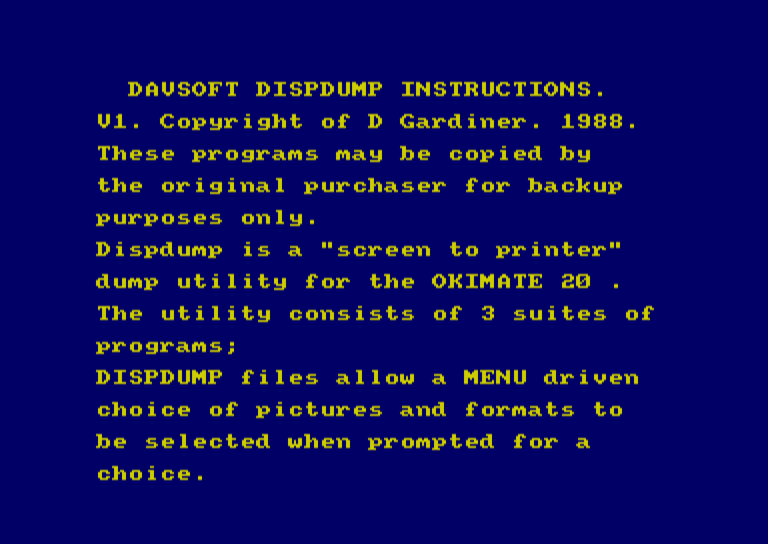 DAVSOFT DISPDUMP INSTRUCTIONS.
V1. Copyright of D Gardiner. 1988.
These programs may be copied by
the original purchaser for backup
purposes only.
Dispdump is a "screen to printer"
dump utility for the OKIMATE 20 .
The utility consists of 3 suites of
programs;
DISPDUMP files allow a MENU driven
choice of pictures and formats to
be selected when prompted for a
choice.